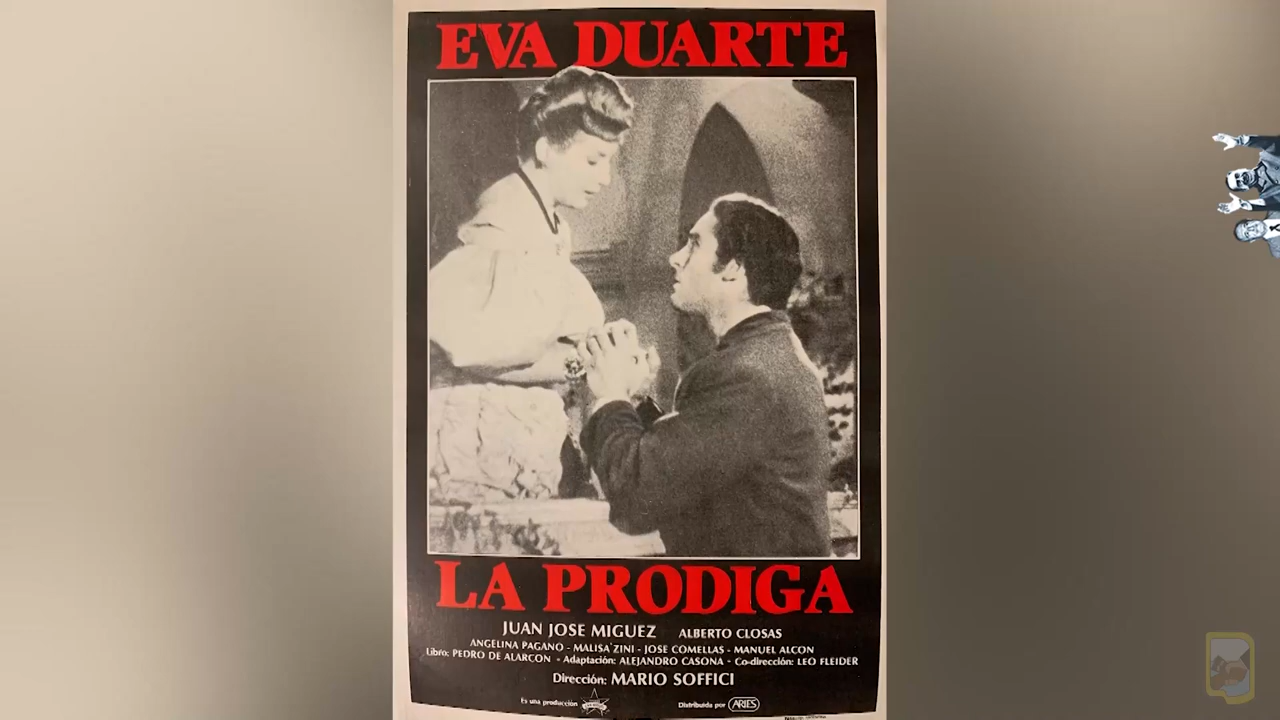 EVA DUARTE
LA PRODIGA
JUAN JOSE MIGUEZ ALBERTO CLOSAS
ANGELINA PAGANO - MALISA ZINI - JOSE COMELLAS - MANUEL ALCON
Libro: PEDRO DE ALARCON - Adaptación: ALEJANDRO CASONA - Co-dirección: LEO FLEIDER
Dirección: MARIO SOFFICI
Es una producción
Distribuida por ARIES